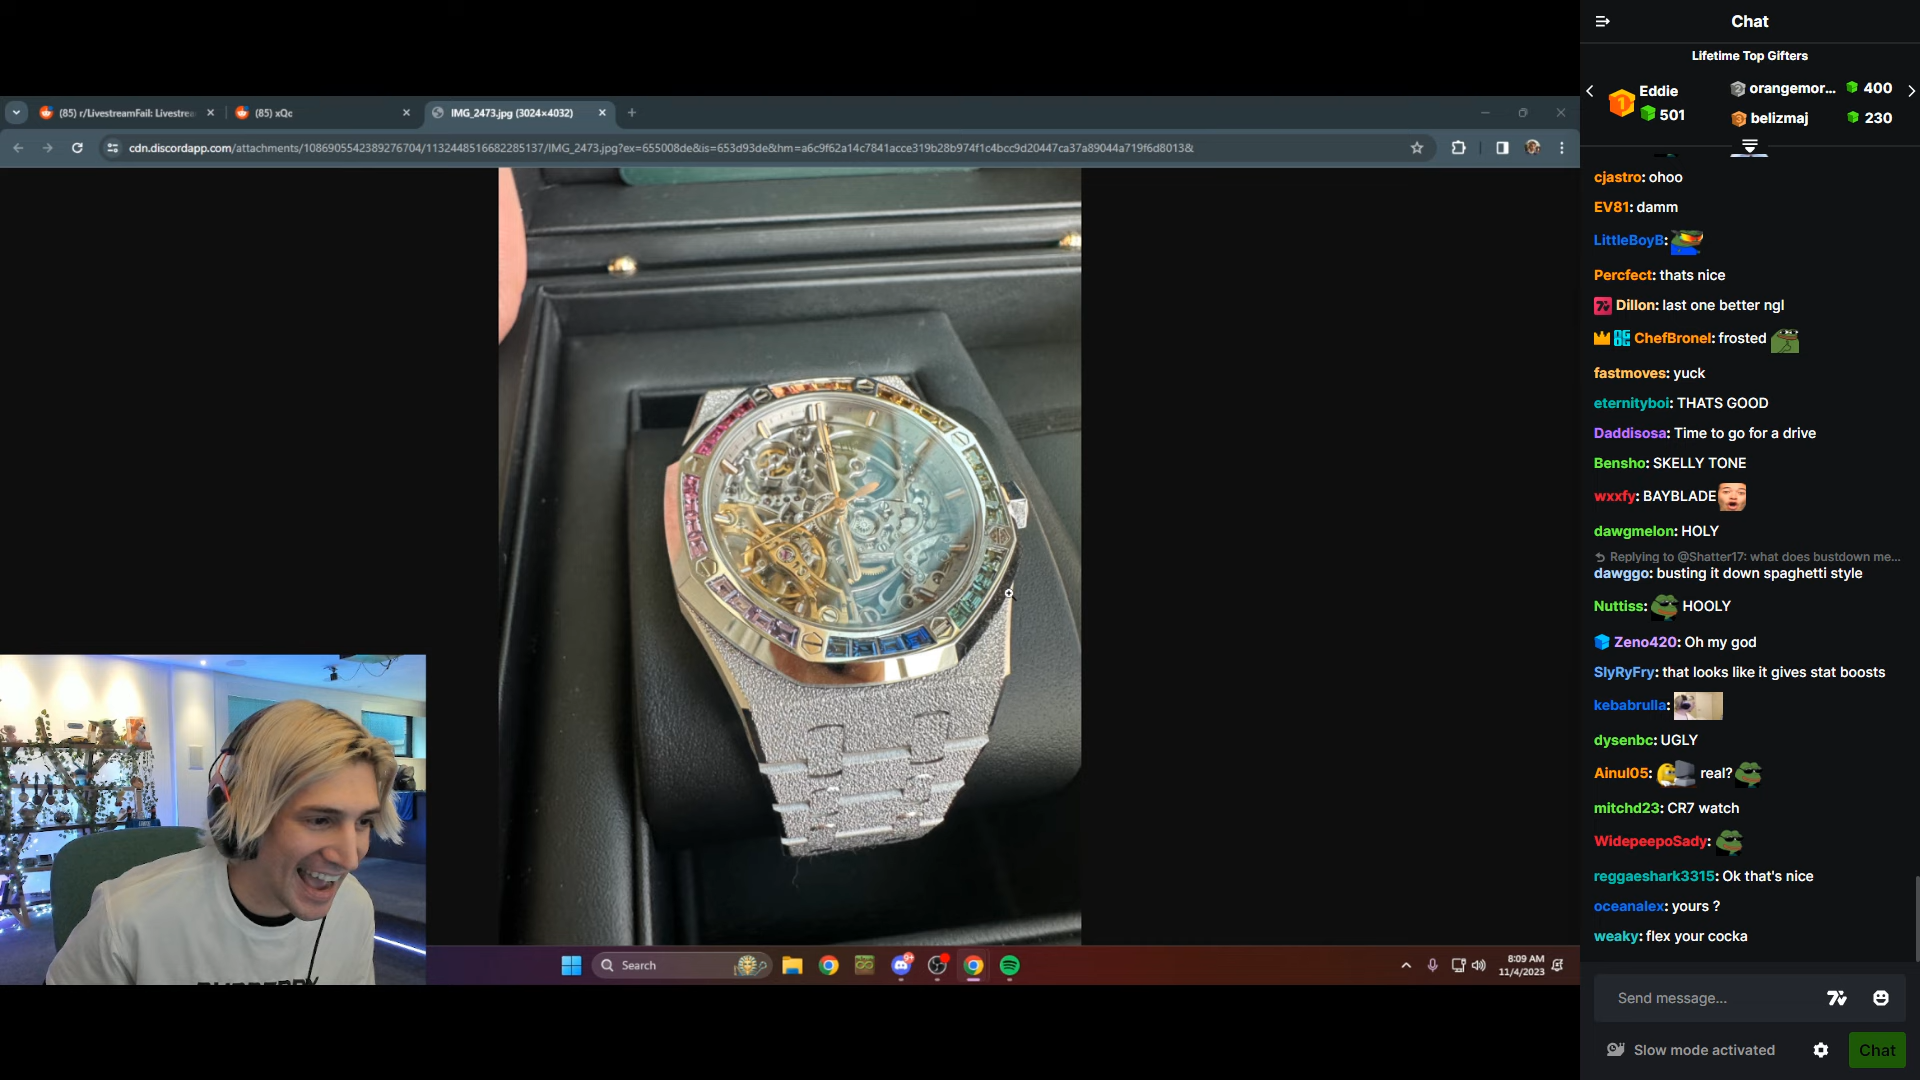 Chat
Lifetime Top Gifters
1 Eddie
501
orangemor... 400
belizmaj 230
(85) r/LivestreamFail: Livestrea
(85) xQc
IMG_2473.jpg (3024×4032)
cdn.discordapp.com/attachments/1086905542389276704/1132448516682285137/IMG_2473.jpg?ex=655008de&is=653d93de&hm=a6c9f62a14c7841acce319b28b974f1c4bcc9d20447ca37a89044a719f6d8013&
cjastro: ohoo
EV81: damm
LittleBoyB:
Percfect: thats nice
Dillon: last one better ngl
ChefBronel: frosted
fastmoves: yuck
eternityboi: THATS GOOD
Daddisosa: Time to go for a drive
Bensho: SKELLY TONE
wxxfy: BAYBLADE
dawgmelon: HOLY
Replying to @Shatter17: what does bustdown me...
dawggo: busting it down spaghetti style
Nuttiss: HOOLY
Zeno420: Oh my god
SlyRyFry: that looks like it gives stat boosts
kebabrulla:
dysenbc: UGLY
Ainul05: real?
mitchd23: CR7 watch
WidepeepoSady:
reggaeshark3315: Ok that's nice
oceanalex: yours ?
weaky: flex your cocka
Search
8:09 AM
11/4/2023
Send message...
Slow mode activated
Chat